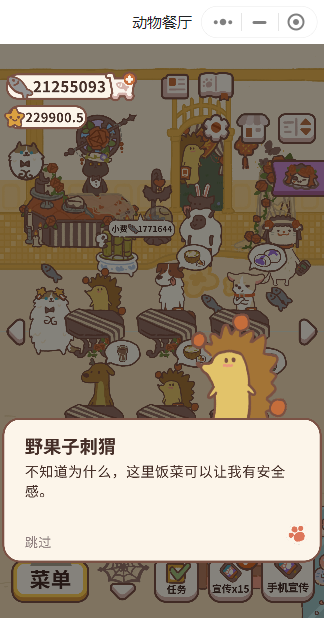 动物餐厅
21255093
229900.5
小费 1771644
野果子刺猬
不知道为什么，这里饭菜可以让我有安全
感。
跳过
菜单
任务
宣传x15
手机宣传